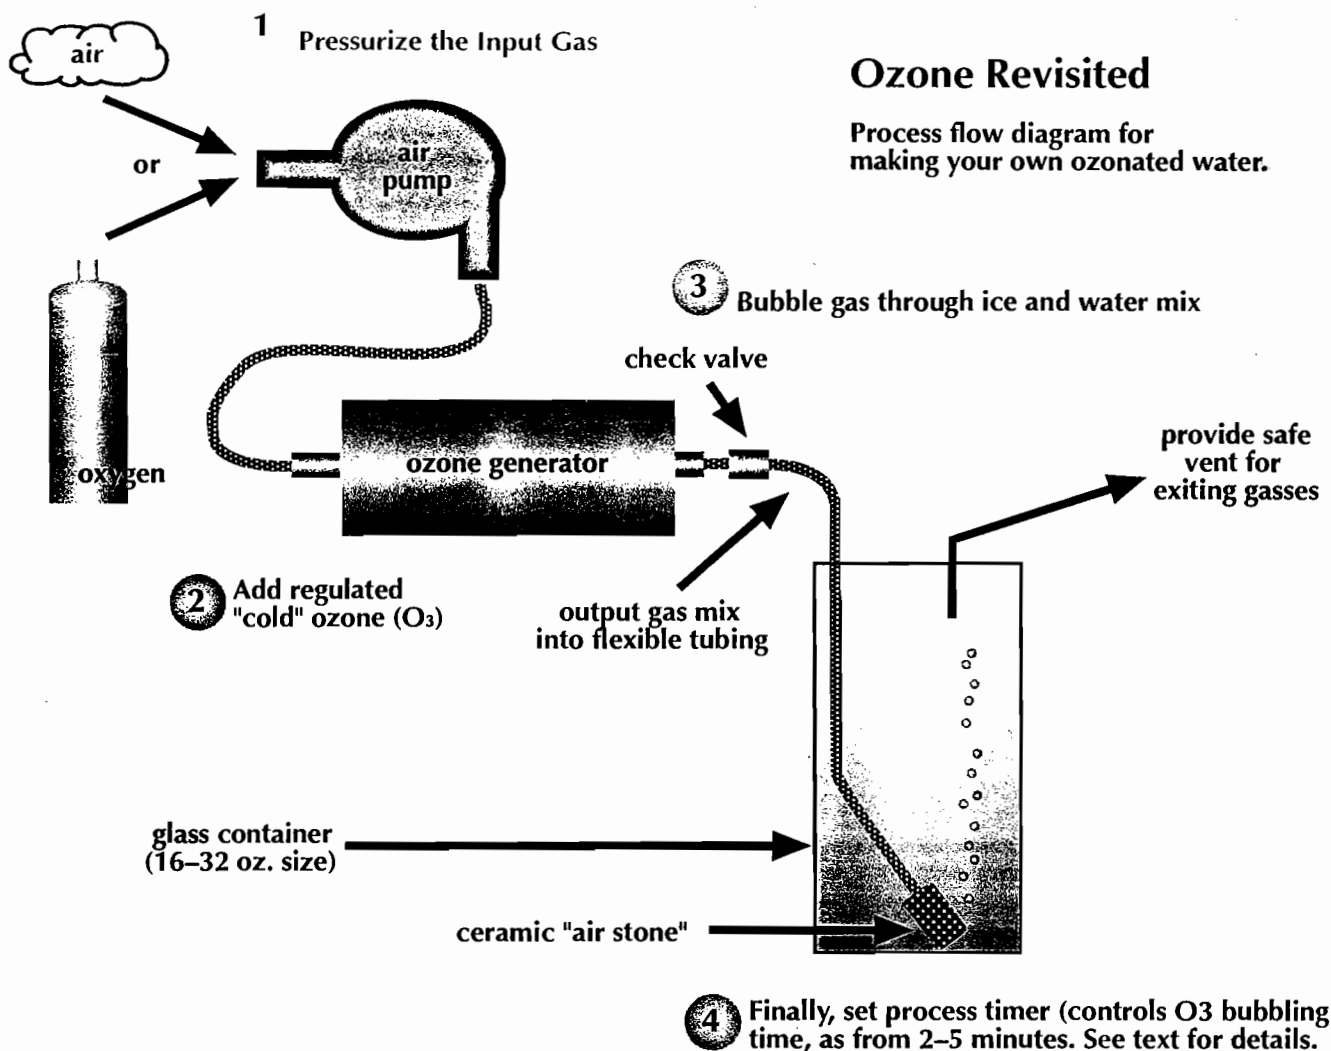 1
Pressurize the Input Gas
air
or
air
pump
oxygen
Ozone Revisited
Process flow diagram for
making your own ozonated water.
3
Bubble gas through ice and water mix
check valve
ozone generator
provide safe
vent for
exiting gasses
2
Add regulated
"cold" ozone (O₃)
output gas mix
into flexible tubing
glass container
(16–32 oz. size)
ceramic "air stone"
4
Finally, set process timer (controls O3 bubbling
time, as from 2–5 minutes. See text for details.